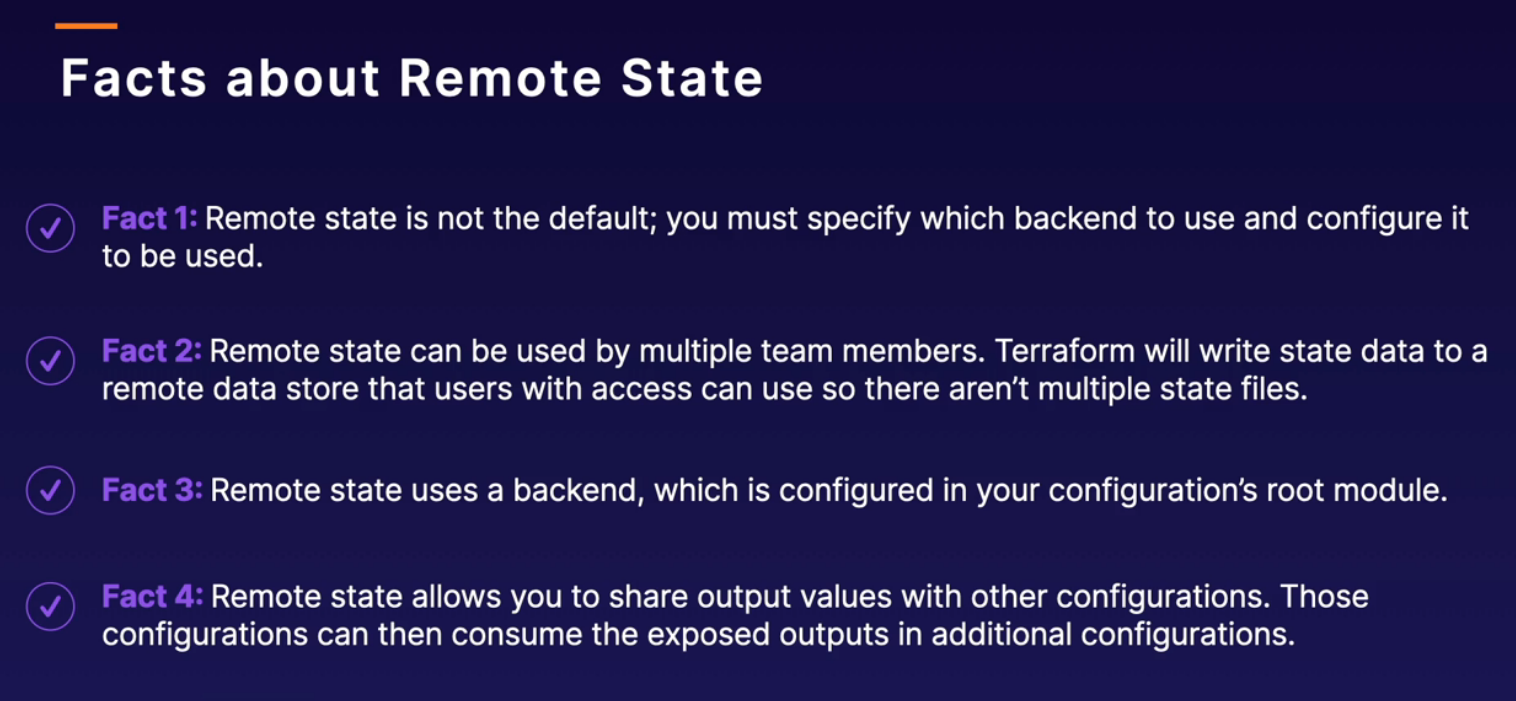 Facts about Remote State
Fact 1: Remote state is not the default; you must specify which backend to use and configure it
to be used.
Fact 2: Remote state can be used by multiple team members. Terraform will write state data to a
remote data store that users with access can use so there aren’t multiple state files.
Fact 3: Remote state uses a backend, which is configured in your configuration’s root module.
Fact 4: Remote state allows you to share output values with other configurations. Those
configurations can then consume the exposed outputs in additional configurations.